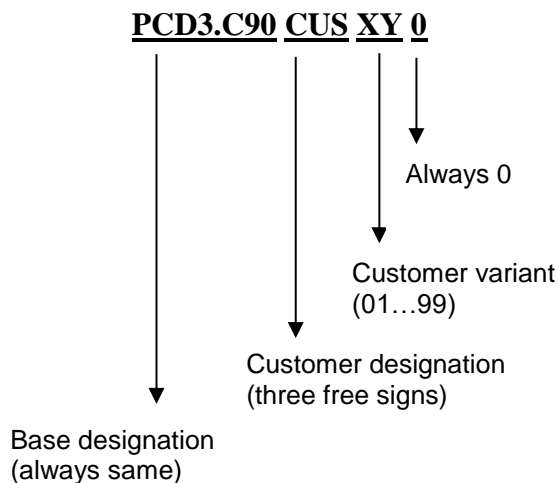 PCD3.C90 CUS XY 0
Always 0
Customer variant
(01…99)
Customer designation
(three free signs)
Base designation
(always same)